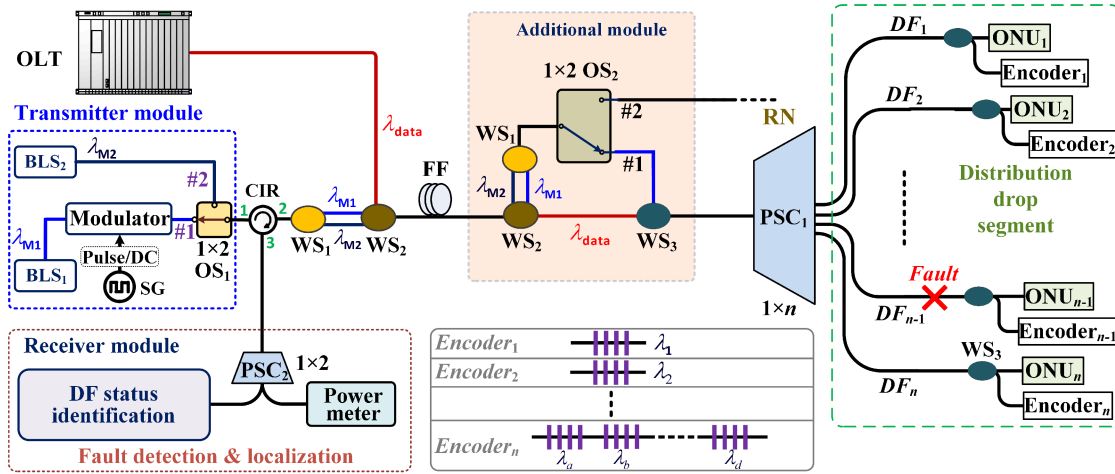 OLT
Transmitter module
BLS₂
λM2
#2
Modulator
λM1
#1
BLS₁
Pulse/DC
SG
1×2
OS₁
CIR
1
2
3
WS₁
λM1
λM2
WS₂
λdata
FF
Additional module
1×2 OS₂
#2
#1
WS₁
λM2
λM1
WS₂
λdata
WS₃
RN
PSC₁
1×n
DF₁
ONU₁
Encoder₁
DF₂
ONU₂
Encoder₂
Distribution
drop
segment
Fault
DFn-1
ONUn-1
Encodern-1
WS₃
DFn
ONUn
Encodern
Receiver module
PSC₂
1×2
DF status
identification
Power
meter
Fault detection & localization
Encoder₁
λ₁
Encoder₂
λ₂
Encodern
λa
λb
λd